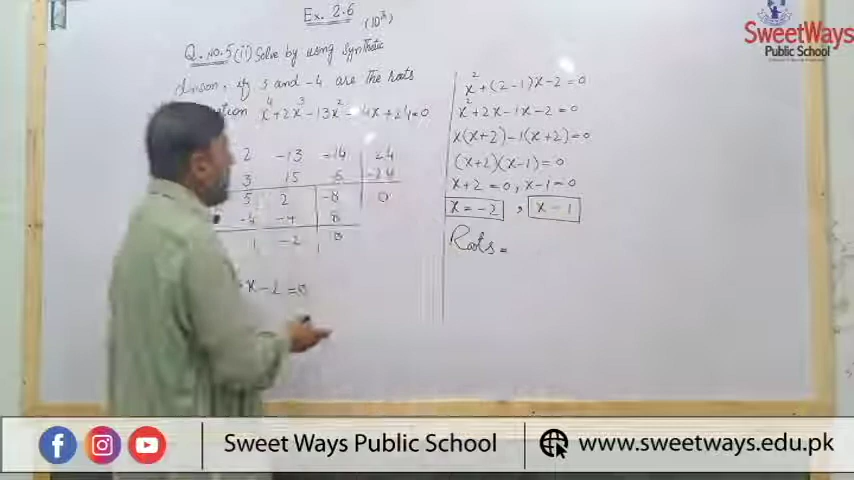 Ex. 2.6 (10th)
SweetWays
Public School
Q. No. 5 (ii) Solve by using Synthetic
if 3 and -4 are the roots
x⁴+2x³-13x²-14x+24=0
2 -13 -14 24
3 15 6 -24
5 2 -8 0
-4 -4 8
1 -2 0
x-2=0
x²+(2-1)x-2=0
x²+2x-1x-2=0
x(x+2)-1(x+2)=0
(x+2)(x-1)=0
x+2=0, x-1=0
x=-2 , x-1
Roots =
Sweet Ways Public School
www.sweetways.edu.pk